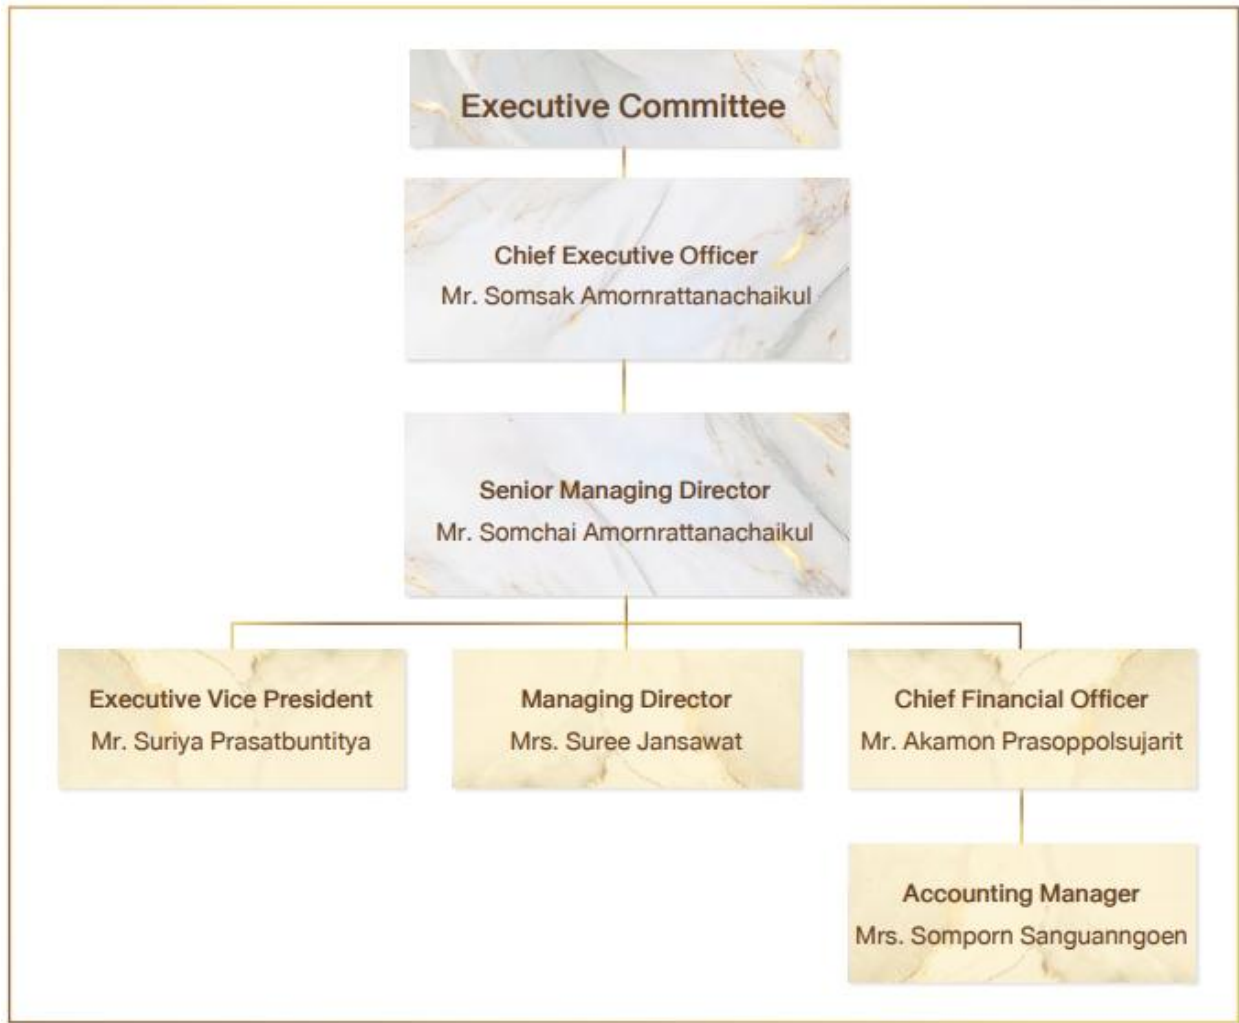 Executive Committee
Chief Executive Officer
Mr. Somsak Amornrattanachaikul
Senior Managing Director
Mr. Somchai Amornrattanachaikul
Executive Vice President
Mr. Suriya Prasatbuntitya
Managing Director
Mrs. Suree Jansawat
Chief Financial Officer
Mr. Akamon Prasoppolsujarit
Accounting Manager
Mrs. Somporn Sanguanngoen